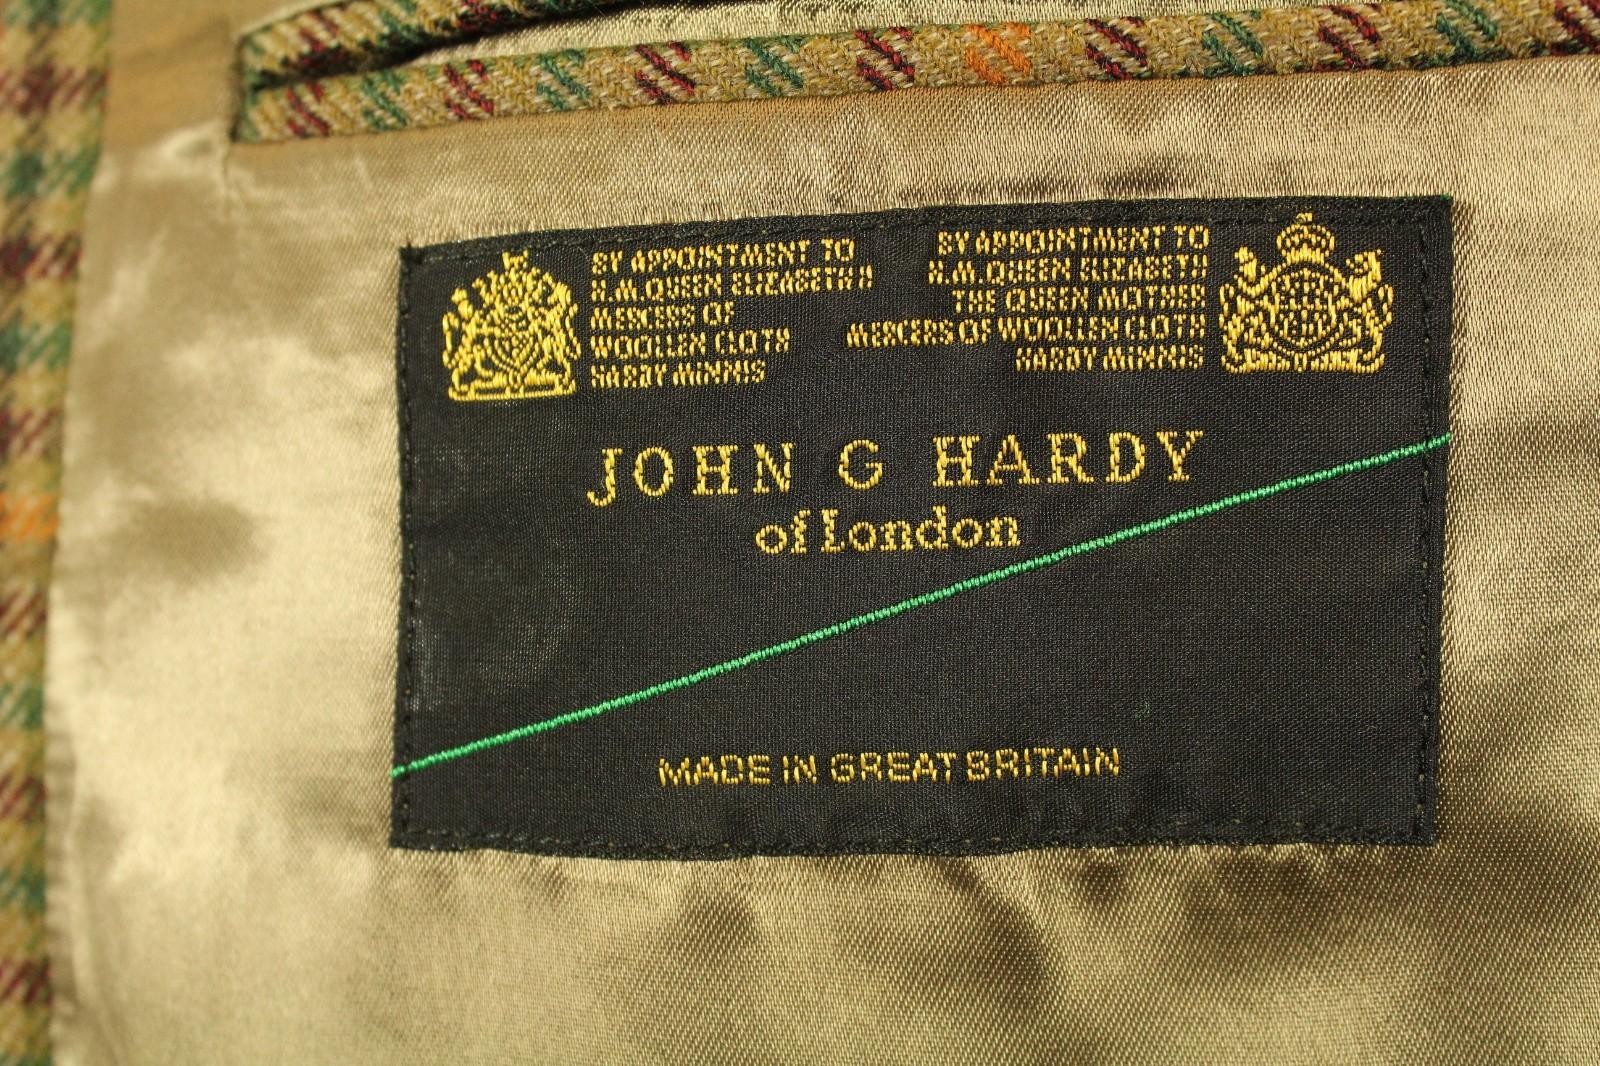 BY APPOINTMENT TO
H.M. QUEEN ELIZABETH II
MERCERS OF
WOOLLEN CLOTH
HARDY MINNIS
BY APPOINTMENT TO
H.M. QUEEN ELIZABETH
THE QUEEN MOTHER
MERCERS OF WOOLLEN CLOTH
HARDY MINNIS
JOHN G HARDY
of London
MADE IN GREAT BRITAIN